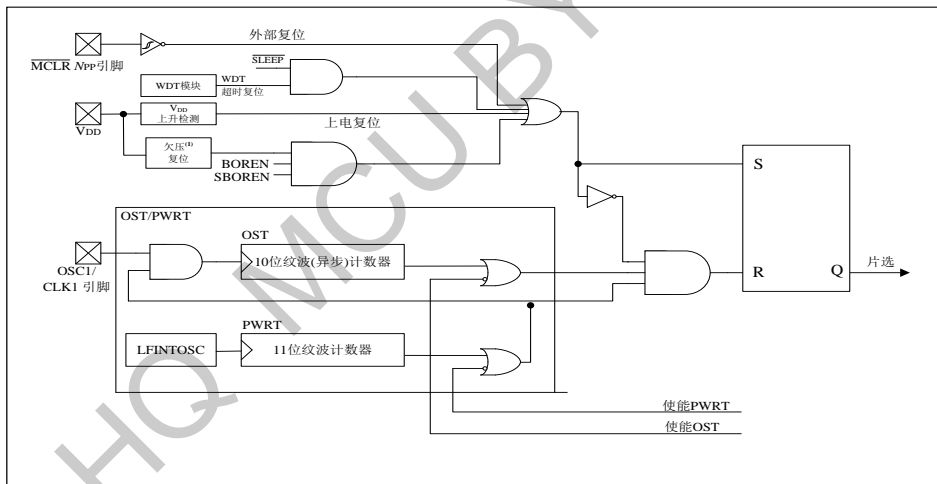 外部复位
MCLR /VPP引脚
SLEEP
WDT模块
WDT
超时复位
VDD
VDD
上升检测
上电复位
欠压(1)
复位
BOREN
SBOREN
S
OST/PWRT
OST
OSC1/
CLK1 引脚
10位纹波(异步)计数器
R
Q
片选
PWRT
LFINTOSC
11位纹波计数器
使能PWRT
使能OST
HQ MCU BY